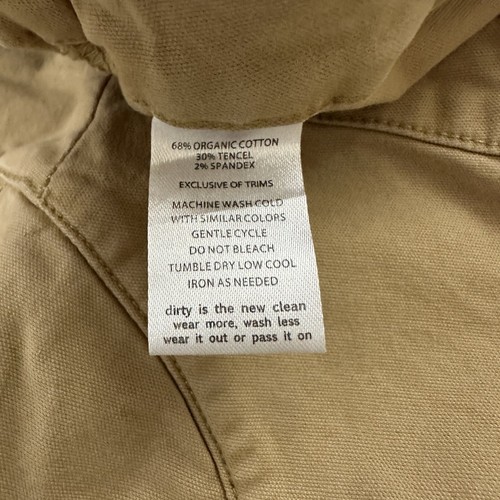 68% ORGANIC COTTON
30% TENCEL
2% SPANDEX
EXCLUSIVE OF TRIMS
MACHINE WASH COLD
WITH SIMILAR COLORS
GENTLE CYCLE
DO NOT BLEACH
TUMBLE DRY LOW COOL
IRON AS NEEDED
dirty is the new clean
wear more, wash less
wear it out or pass it on